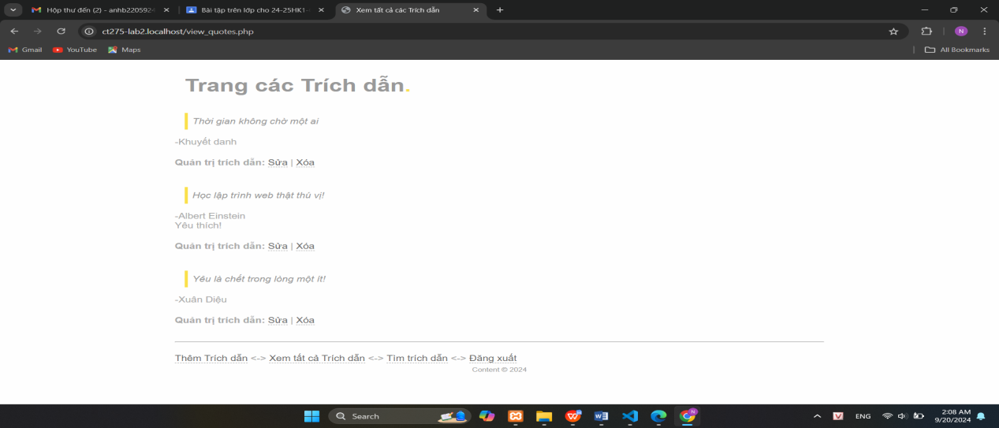 Hộp thư đến (2) - anhb220592
Bài tập trên lớp cho 24-25HK1-
Xem tất cả các Trích dẫn
ct275-lab2.localhost/view_quotes.php
N
Gmail
YouTube
Maps
All Bookmarks
Trang các Trích dẫn.
Thời gian không chờ một ai
-Khuyết danh
Quản trị trích dẫn: Sửa | Xóa
Học lập trình web thật thú vị!
-Albert Einstein
Yêu thích!
Quản trị trích dẫn: Sửa | Xóa
Yêu là chết trong lòng một ít!
-Xuân Diệu
Quản trị trích dẫn: Sửa | Xóa
Thêm Trích dẫn <-> Xem tất cả Trích dẫn <-> Tìm trích dẫn <-> Đăng xuất
Content © 2024
Search
ENG
2:08 AM
9/20/2024